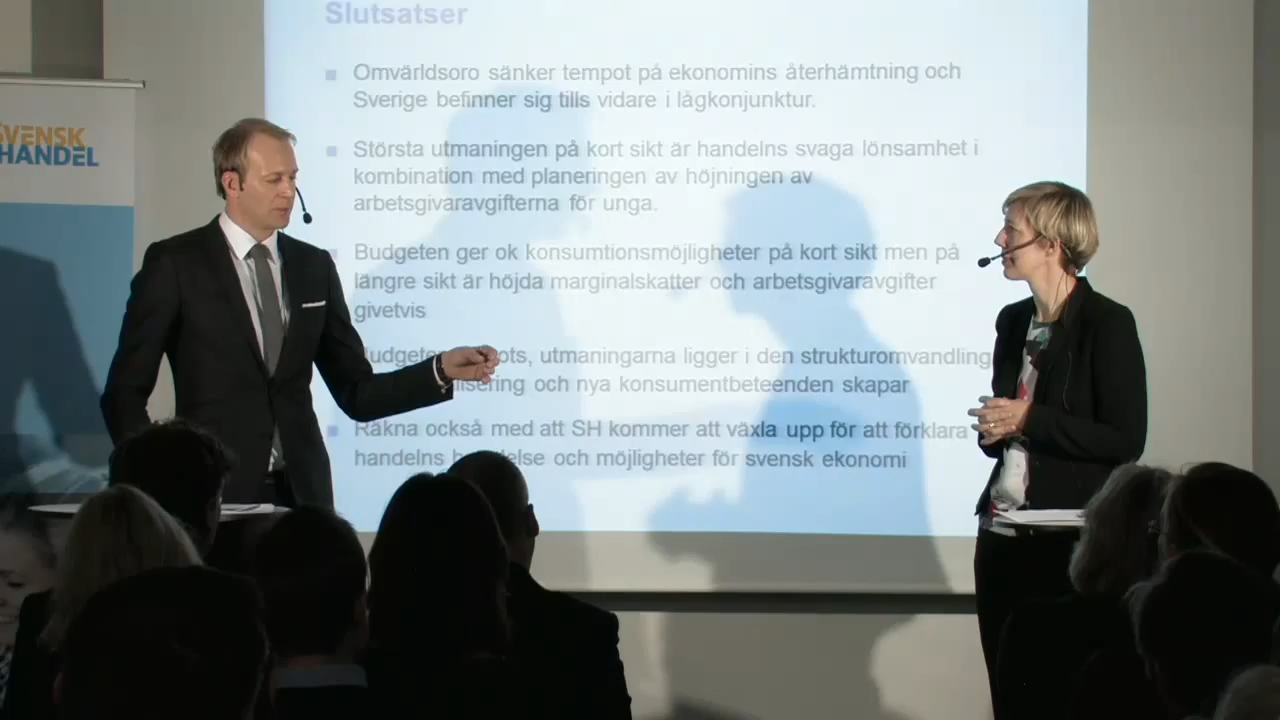 Slutsatser
Omvärldsoro sänker tempot på ekonomins återhämtning och
Sverige befinner sig tills vidare i lågkonjunktur.
Största utmaningen på kort sikt är handelns svaga lönsamhet i
kombination med planeringen av höjningen av
arbetsgivaravgifterna för unga.
Budgeten ger ok konsumtionsmöjligheter på kort sikt men på
längre sikt är höjda marginalskatter och arbetsgivaravgifter
givetvis
utmaningarna ligger i den strukturomvandling
och nya konsumentbeteenden skapar
Räkna också med att SH kommer att växla upp för att förklara
handelns och möjligheter för svensk ekonomi
SVENSK
HANDEL